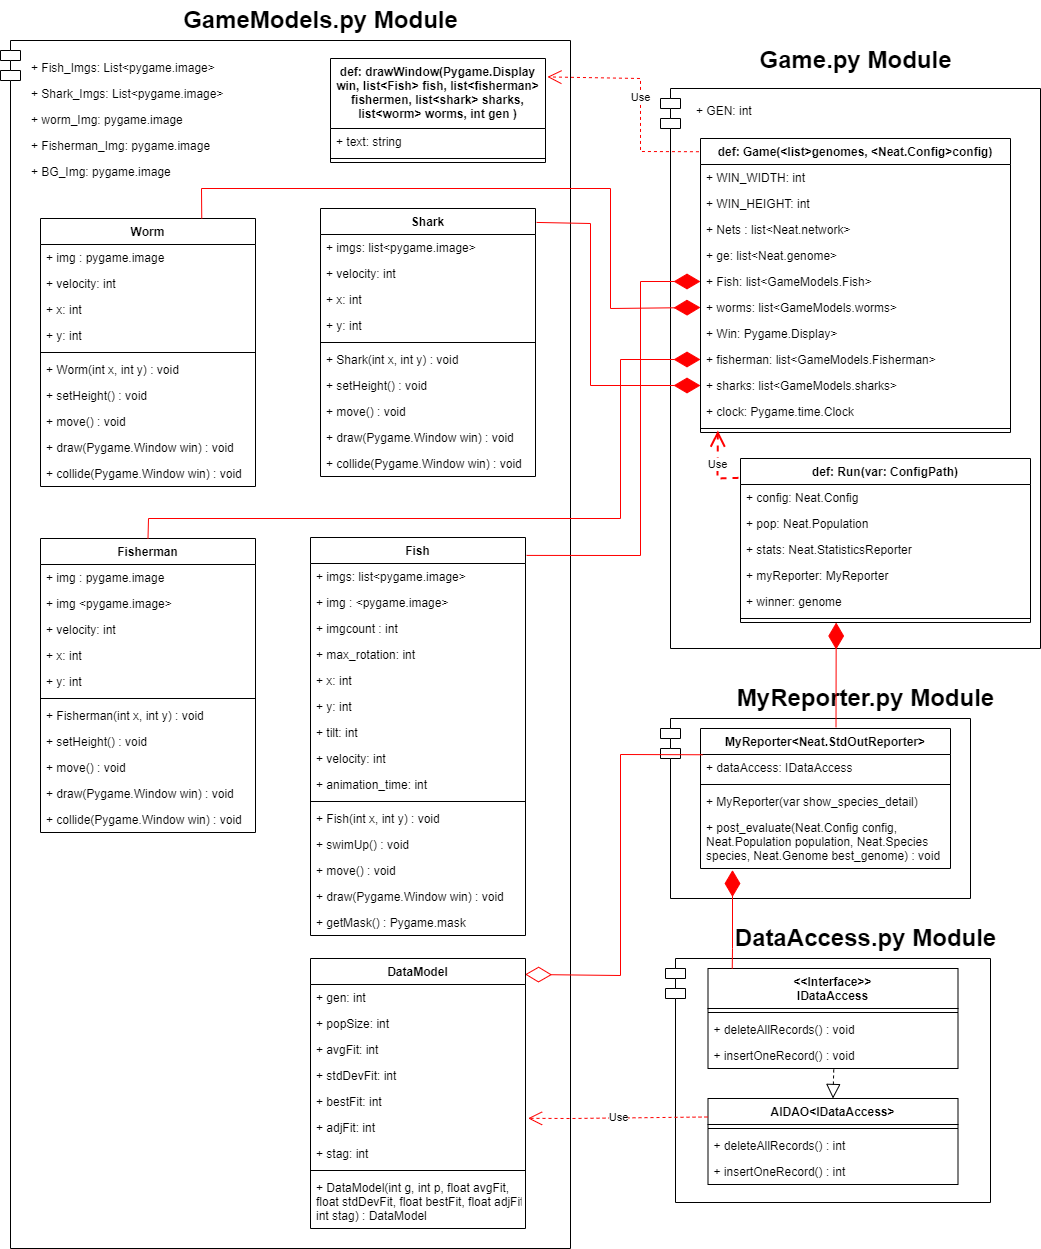 GameModels.py Module
+ Fish_Imgs: List<pygame.image>
+ Shark_Imgs: List<pygame.image>
+ worm_Img: pygame.image
+ Fisherman_Img: pygame.image
+ BG_Img: pygame.image
def: drawWindow(Pygame.Display
win, list<Fish> fish, list<fisherman>
fishermen, list<shark> sharks,
list<worm> worms, int gen )
+ text: string
Worm
+ img : pygame.image
+ velocity: int
+ x: int
+ y: int
+ Worm(int x, int y) : void
+ setHeight() : void
+ move() : void
+ draw(Pygame.Window win) : void
+ collide(Pygame.Window win) : void
Shark
+ imgs: list<pygame.image>
+ velocity: int
+ x: int
+ y: int
+ Shark(int x, int y) : void
+ setHeight() : void
+ move() : void
+ draw(Pygame.Window win) : void
+ collide(Pygame.Window win) : void
Fisherman
+ img : pygame.image
+ img <pygame.image>
+ velocity: int
+ x: int
+ y: int
+ Fisherman(int x, int y) : void
+ setHeight() : void
+ move() : void
+ draw(Pygame.Window win) : void
+ collide(Pygame.Window win) : void
Fish
+ imgs: list<pygame.image>
+ img : <pygame.image>
+ imgcount : int
+ max_rotation: int
+ x: int
+ y: int
+ tilt: int
+ velocity: int
+ animation_time: int
+ Fish(int x, int y) : void
+ swimUp() : void
+ move() : void
+ draw(Pygame.Window win) : void
+ getMask() : Pygame.mask
DataModel
+ gen: int
+ popSize: int
+ avgFit: int
+ stdDevFit: int
+ bestFit: int
+ adjFit: int
+ stag: int
+ DataModel(int g, int p, float avgFit,
float stdDevFit, float bestFit, float adjFit
int stag) : DataModel
Game.py Module
Use
+ GEN: int
def: Game(<list>genomes, <Neat.Config>config)
+ WIN_WIDTH: int
+ WIN_HEIGHT: int
+ Nets : list<Neat.network>
+ ge: list<Neat.genome>
+ Fish: list<GameModels.Fish>
+ worms: list<GameModels.worms>
+ Win: Pygame.Display>
+ fisherman: list<GameModels.Fisherman>
+ sharks: list<GameModels.sharks>
+ clock: Pygame.time.Clock
Use
def: Run(var: ConfigPath)
+ config: Neat.Config
+ pop: Neat.Population
+ stats: Neat.StatisticsReporter
+ myReporter: MyReporter
+ winner: genome
MyReporter.py Module
MyReporter<Neat.StdOutReporter>
+ dataAccess: IDataAccess
+ MyReporter(var show_species_detail)
+ post_evaluate(Neat.Config config,
Neat.Population population, Neat.Species
species, Neat.Genome best_genome) : void
DataAccess.py Module
<<Interface>>
IDataAccess
+ deleteAllRecords() : void
+ insertOneRecord() : void
Use
AIDAO<IDataAccess>
+ deleteAllRecords() : int
+ insertOneRecord() : int